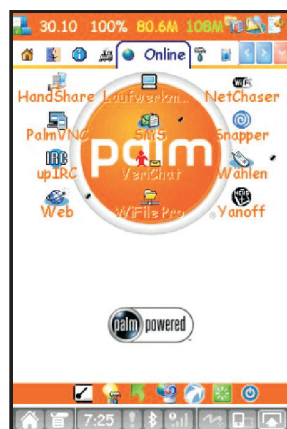 30.10 100% 80.6M 108M
Online
HandShare Laufwerkm... NetChaser
PalmVNC SMS Snapper
upIRC VeriChat Wählen
Web WiFile Pro Yanoff
palm
palm powered
7:25